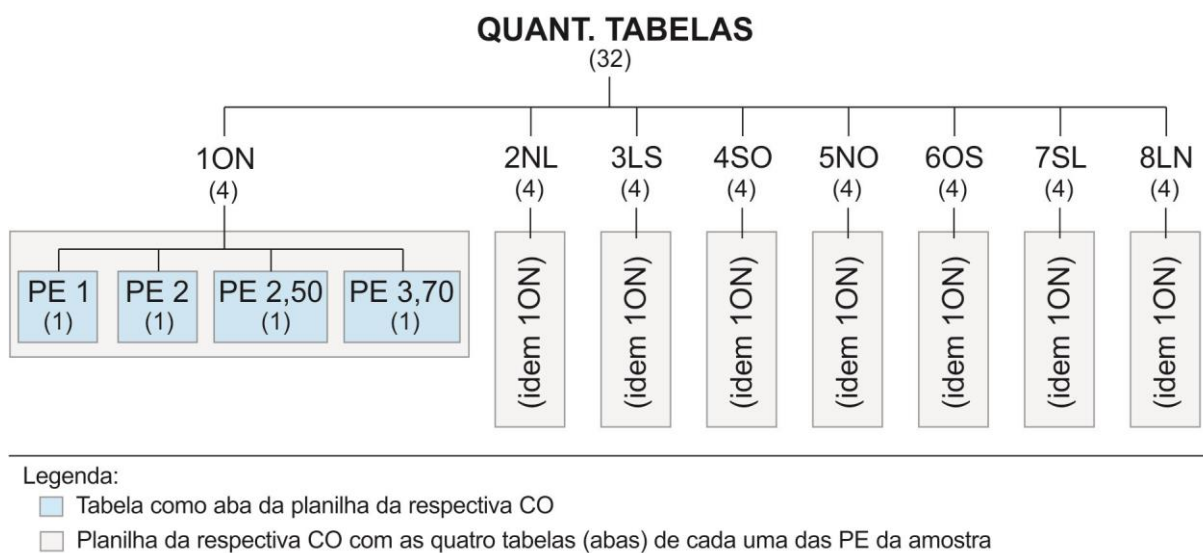 QUANT. TABELAS
(32)
1ON 2NL 3LS 4SO 5NO 6OS 7SL 8LN
(4) (4) (4) (4) (4) (4) (4) (4)
PE 1 PE 2 PE 2,50 PE 3,70
(1) (1) (1) (1)
(idem 1ON) (idem 1ON) (idem 1ON) (idem 1ON) (idem 1ON) (idem 1ON) (idem 1ON)
Legenda:
Tabela como aba da planilha da respectiva CO
Planilha da respectiva CO com as quatro tabelas (abas) de cada uma das PE da amostra